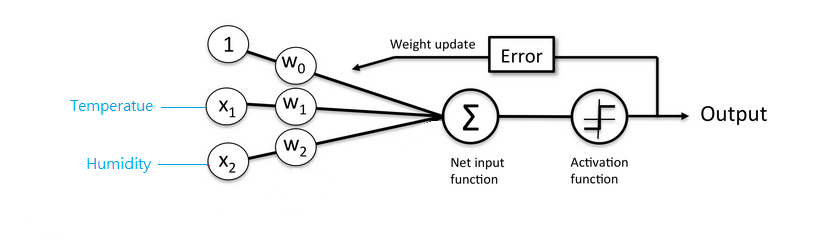 1
w0
Weight update
Error
Temperatue
x1
w1
Σ
Output
Humidity
x2
w2
Net input
function
Activation
function